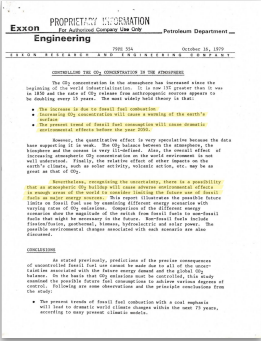 PROPRIETARY INFORMATION
Exxon For Authorized Company Use Only Petroleum Department
Engineering
79PE 554 October 16, 1979
EXXON RESEARCH AND ENGINEERING COMPANY
CONTROLLING THE CO2 CONCENTRATION IN THE ATMOSPHERE
The CO2 concentration in the atmosphere has increased since the
beginning of the world industrialization. It is now 15% greater than it was
in 1850 and the rate of CO2 release from anthropogenic sources appears to
be doubling every 15 years. The most widely held theory is that:
• The increase is due to fossil fuel combustion
• Increasing CO2 concentration will cause a warming of the earth's
surface
• The present trend of fossil fuel consumption will cause dramatic
environmental effects before the year 2050.
However, the quantitative effect is very speculative because the data
base supporting it is weak. The CO2 balance between the atmosphere, the
biosphere and the oceans is very ill-defined. Also, the overall effect of
increasing atmospheric CO2 concentration on the world environment is not
well understood. Finally, the relative effect of other impacts on the
earth's climate, such as solar activity, volcanic action, etc. may be as
great as that of CO2.
Nevertheless, recognizing the uncertainty, there is a possibility
that an atmospheric CO2 buildup will cause adverse environmental effects
in enough areas of the world to consider limiting the future use of fossil
fuels as major energy sources. This report illustrates the possible future
limits on fossil fuel use by examining different energy scenarios with
varying rates of CO2 emissions. Comparison of the different energy
scenarios show the magnitude of the switch from fossil fuels to non-fossil
fuels that might be necessary in the future. Non-fossil fuels include
fission/fusion, geothermal, biomass, hydroelectric and solar power. The
possible environmental changes associated with each scenario are also
discussed.
CONCLUSIONS
As stated previously, predictions of the precise consequences
of uncontrolled fossil fuel use cannot be made due to all of the uncer-
tainties associated with the future energy demand and the global CO2
balance. On the basis that CO2 emissions must be controlled, this study
examined the possible future fuel consumptions to achieve various degrees of
control. Following are some observations and the principle conclusions from
the study:
• The present trends of fossil fuel combustion with a coal emphasis
will lead to dramatic world climate changes within the next 75 years,
according to many present climatic models.